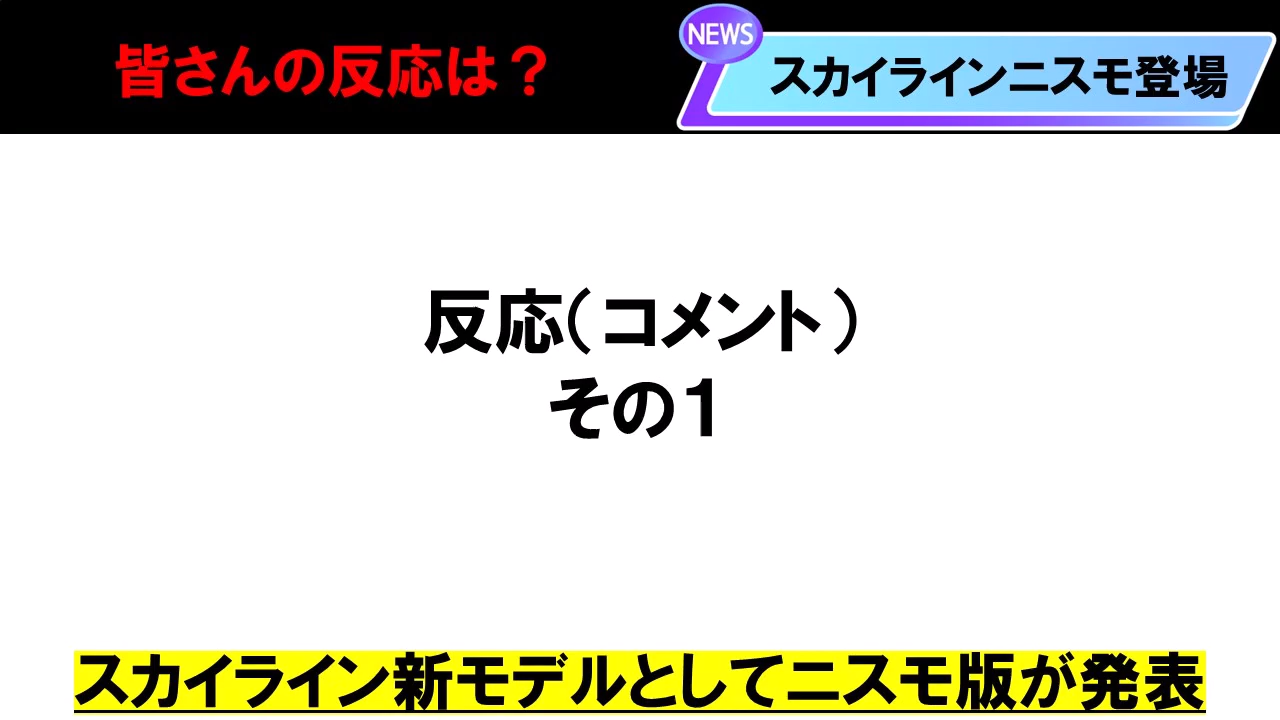 皆さんの反応は？
NEWS
スカイラインニスモ登場
反応（コメント）
その１
スカイライン新モデルとしてニスモ版が発表